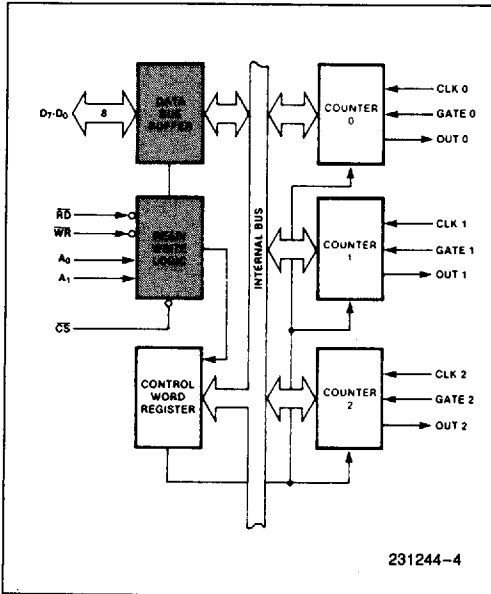 DATA
BUS
BUFFER
D7-D0
8
RD
WR
A0
A1
CS
READ/
WRITE
LOGIC
CONTROL
WORD
REGISTER
INTERNAL BUS
COUNTER
0
CLK 0
GATE 0
OUT 0
COUNTER
1
CLK 1
GATE 1
OUT 1
COUNTER
2
CLK 2
GATE 2
OUT 2
231244-4